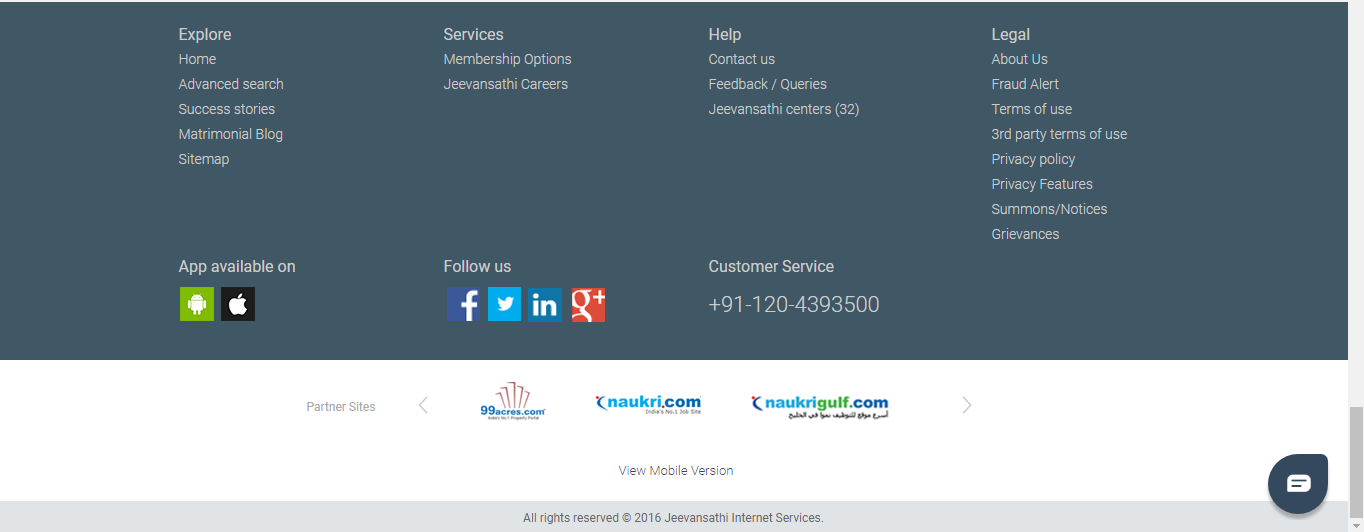 Explore
Home
Advanced search
Success stories
Matrimonial Blog
Sitemap
Services
Membership Options
Jeevansathi Careers
Help
Contact us
Feedback / Queries
Jeevansathi centers (32)
Legal
About Us
Fraud Alert
Terms of use
3rd party terms of use
Privacy policy
Privacy Features
Summons/Notices
Grievances
App available on
Follow us
f
in
g+
Customer Service
+91-120-4393500
Partner Sites
99acres.com
India's No.1 Property Portal
naukri.com
India's No.1 Job Site
naukrigulf.com
أسرع موقع للتوظيف نموا في الخليج
View Mobile Version
All rights reserved © 2016 Jeevansathi Internet Services.